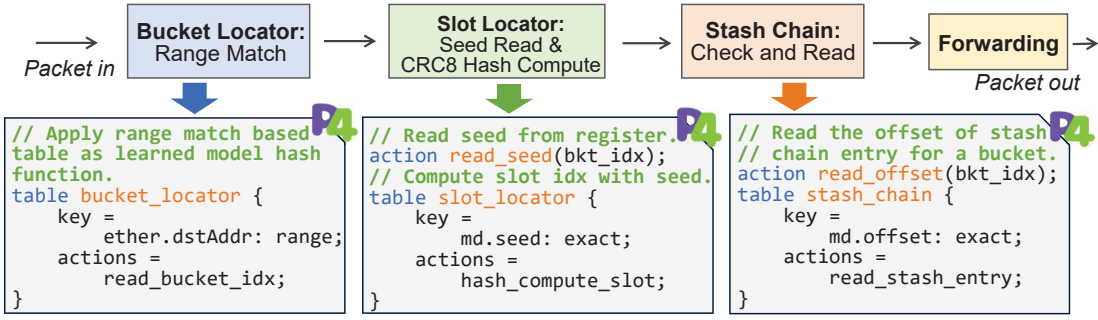 Packet in
Bucket Locator:
Range Match
Slot Locator:
Seed Read &
CRC8 Hash Compute
Stash Chain:
Check and Read
Forwarding
Packet out
P4
// Apply range match based
table as learned model hash
function.
table bucket_locator {
key =
ether.dstAddr: range;
actions =
read_bucket_idx;
}
P4
// Read seed from register.
action read_seed(bkt_idx);
// Compute slot idx with seed.
table slot_locator {
key =
md.seed: exact;
actions =
hash_compute_slot;
}
P4
// Read the offset of stash
// chain entry for a bucket.
action read_offset(bkt_idx);
table stash_chain {
key =
md.offset: exact;
actions =
read_stash_entry;
}